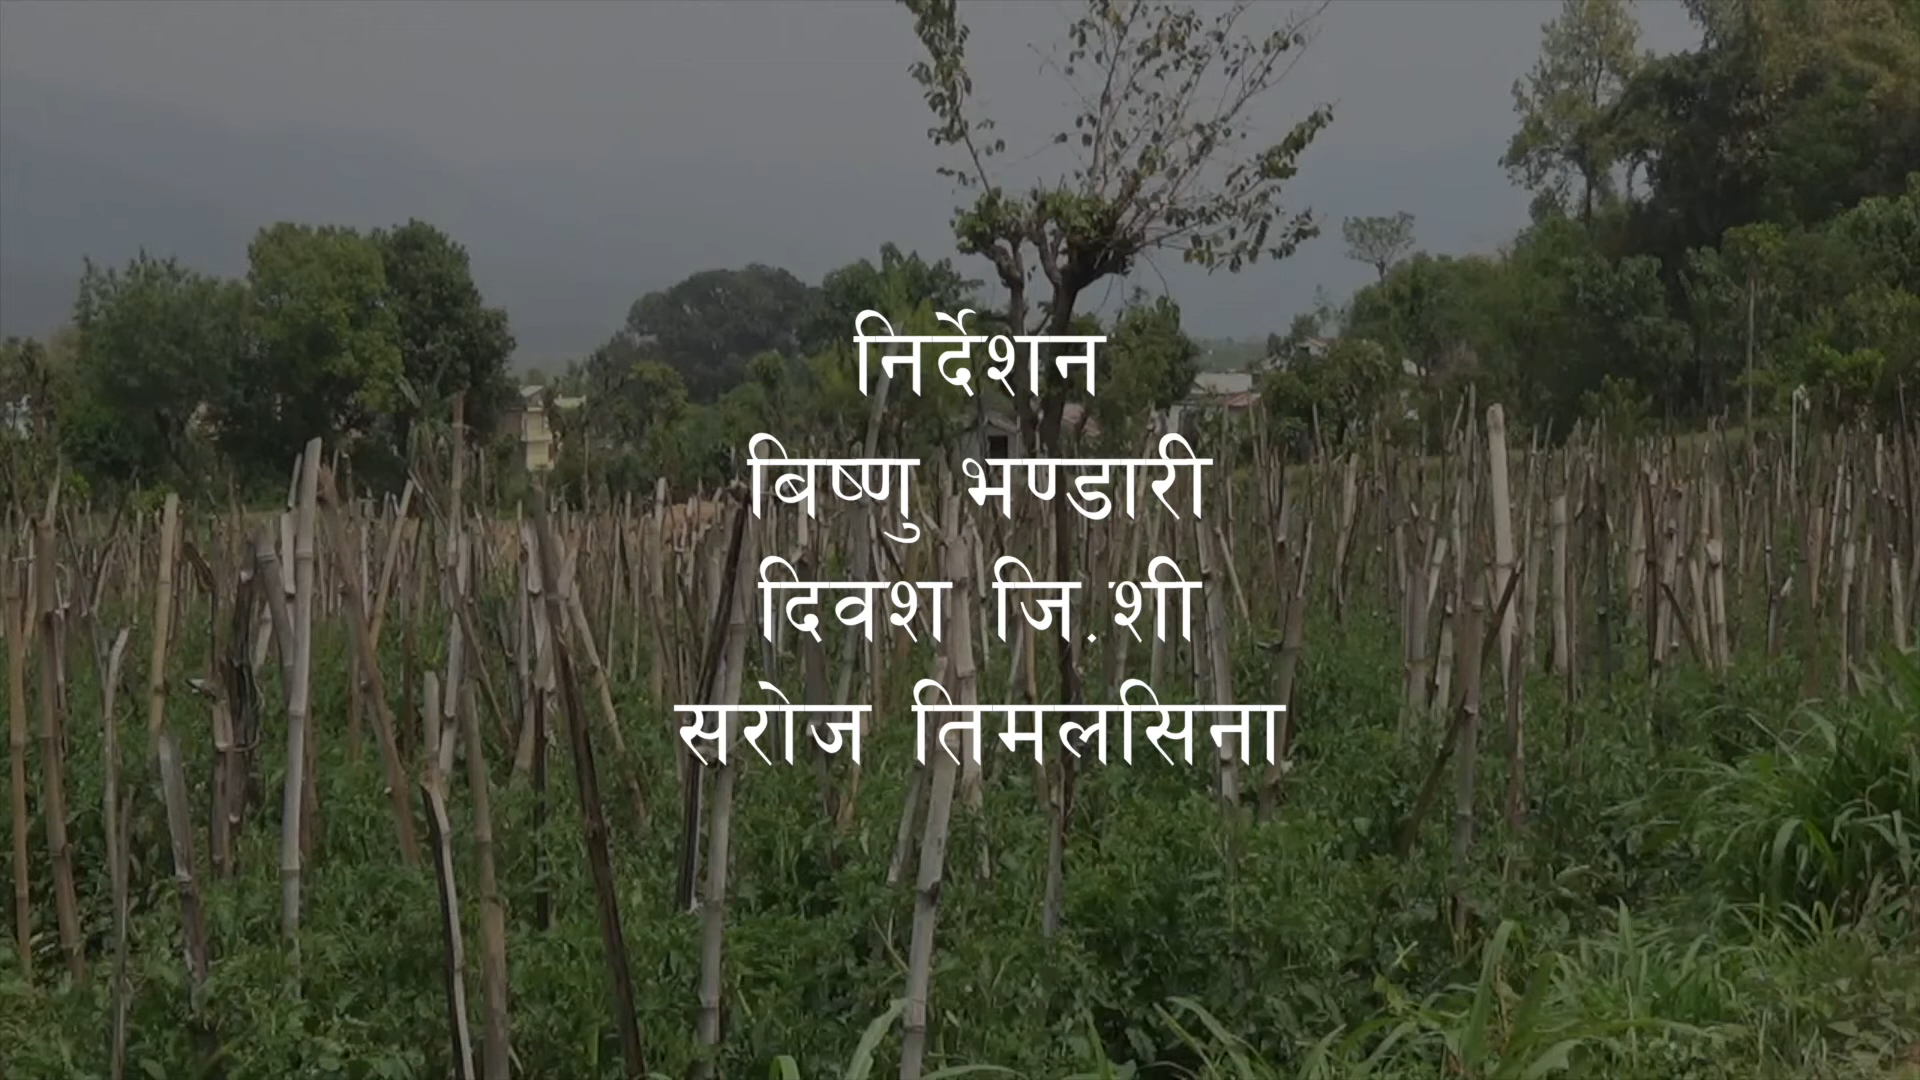 निर्देशन
बिष्णु भण्डारी
दिवश जि.शी
सरोज तिमलसिना